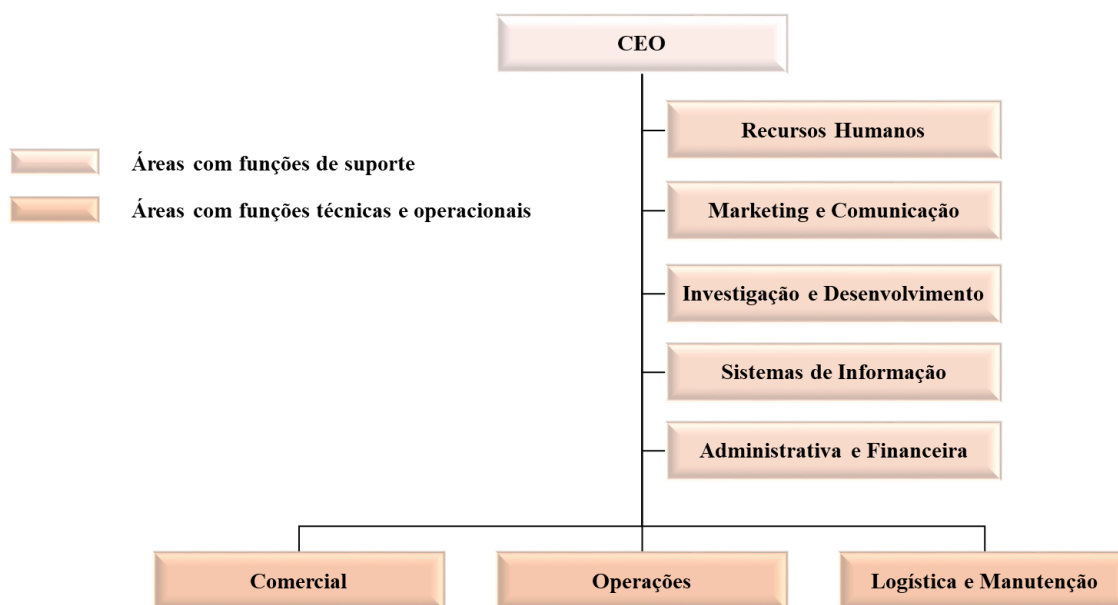 CEO
Recursos Humanos
Áreas com funções de suporte
Marketing e Comunicação
Áreas com funções técnicas e operacionais
Investigação e Desenvolvimento
Sistemas de Informação
Administrativa e Financeira
Comercial
Operações
Logística e Manutenção